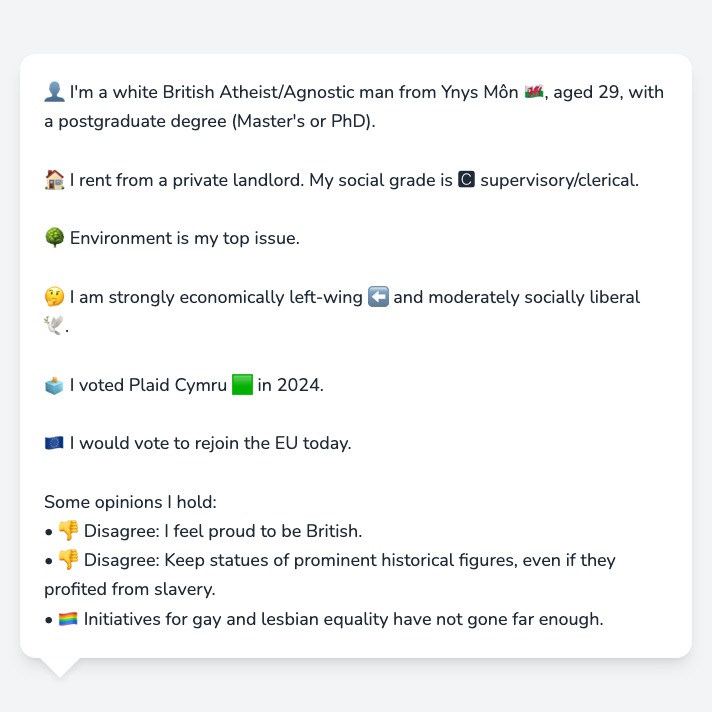 👤 I'm a white British Atheist/Agnostic man from Ynys Môn 🏴󠁧󠁢󠁷󠁬󠁳󠁿, aged 29, with
a postgraduate degree (Master's or PhD).
🏠 I rent from a private landlord. My social grade is 🅲 supervisory/clerical.
🌳 Environment is my top issue.
🤔 I am strongly economically left-wing ⬅️ and moderately socially liberal
🕊️.
🗳️ I voted Plaid Cymru 🟩 in 2024.
🇪🇺 I would vote to rejoin the EU today.
Some opinions I hold:
• 👎 Disagree: I feel proud to be British.
• 👎 Disagree: Keep statues of prominent historical figures, even if they
profited from slavery.
• 🏳️‍🌈 Initiatives for gay and lesbian equality have not gone far enough.